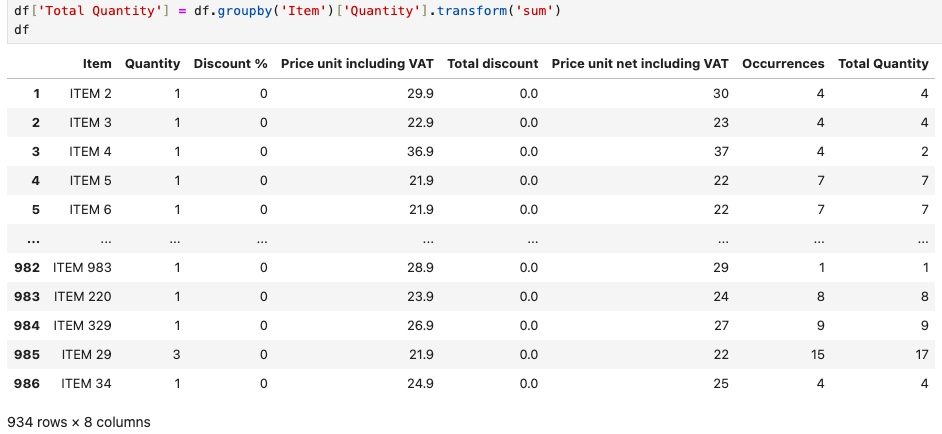 df['Total Quantity'] = df.groupby('Item')['Quantity'].transform('sum')
df
Item Quantity Discount % Price unit including VAT Total discount Price unit net including VAT Occurrences Total Quantity
1 ITEM 2 1 0 29.9 0.0 30 4 4
2 ITEM 3 1 0 22.9 0.0 23 4 4
3 ITEM 4 1 0 36.9 0.0 37 4 2
4 ITEM 5 1 0 21.9 0.0 22 7 7
5 ITEM 6 1 0 21.9 0.0 22 7 7
... ... ... ... ... ... ... ... ...
982 ITEM 983 1 0 28.9 0.0 29 1 1
983 ITEM 220 1 0 23.9 0.0 24 8 8
984 ITEM 329 1 0 26.9 0.0 27 9 9
985 ITEM 29 3 0 21.9 0.0 22 15 17
986 ITEM 34 1 0 24.9 0.0 25 4 4
934 rows × 8 columns